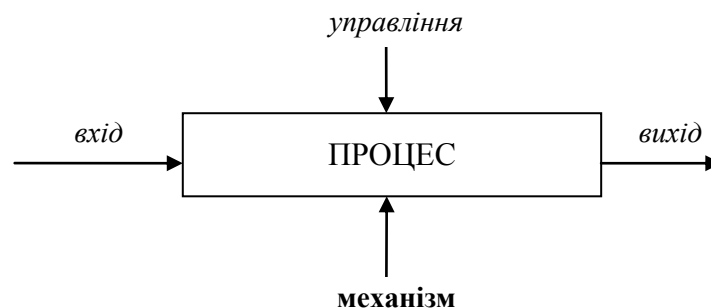 управління
вхід
ПРОЦЕС
вихід
механізм